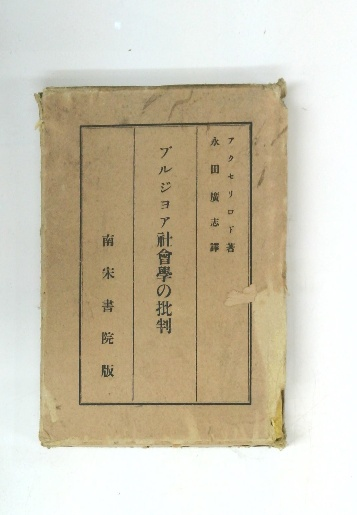 アクセリロド著
永田廣志譯
ブルジョア社會學の批判
南宋書院版